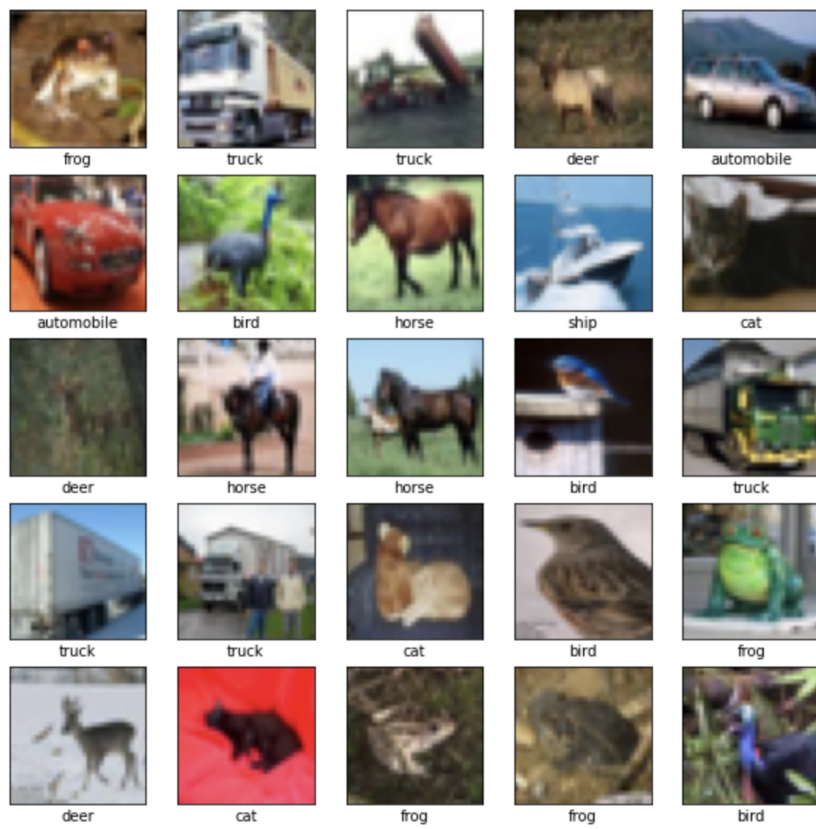 frog truck truck deer automobile
automobile bird horse ship cat
deer horse horse bird truck
truck truck cat bird frog
deer cat frog frog bird